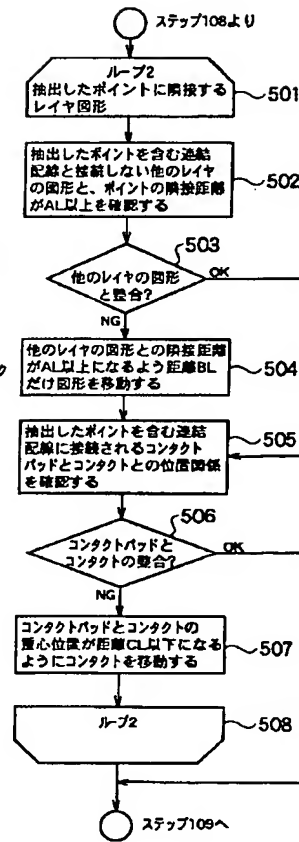 ステップ108より
ループ2
抽出したポイントに隣接する
レイヤ図形
501
抽出したポイントを含む連結
配線と接続しない他のレイヤ
の図形と、ポイントの隣接距離
がAL以上を確認する
502
503
他のレイヤの図形
と整合?
OK
NG
他のレイヤの図形との隣接距離
がAL以上になるよう距離BL
だけ図形を移動する
504
抽出したポイントを含む連結
配線に接続されるコンタクト
パッドとコンタクトとの位置関係
を確認する
505
506
コンタクトパッドと
コンタクトの整合?
OK
NG
コンタクトパッドとコンタクトの
重心位置が距離CL以下になる
ようにコンタクトを移動する
507
ループ2
508
ステップ109へ